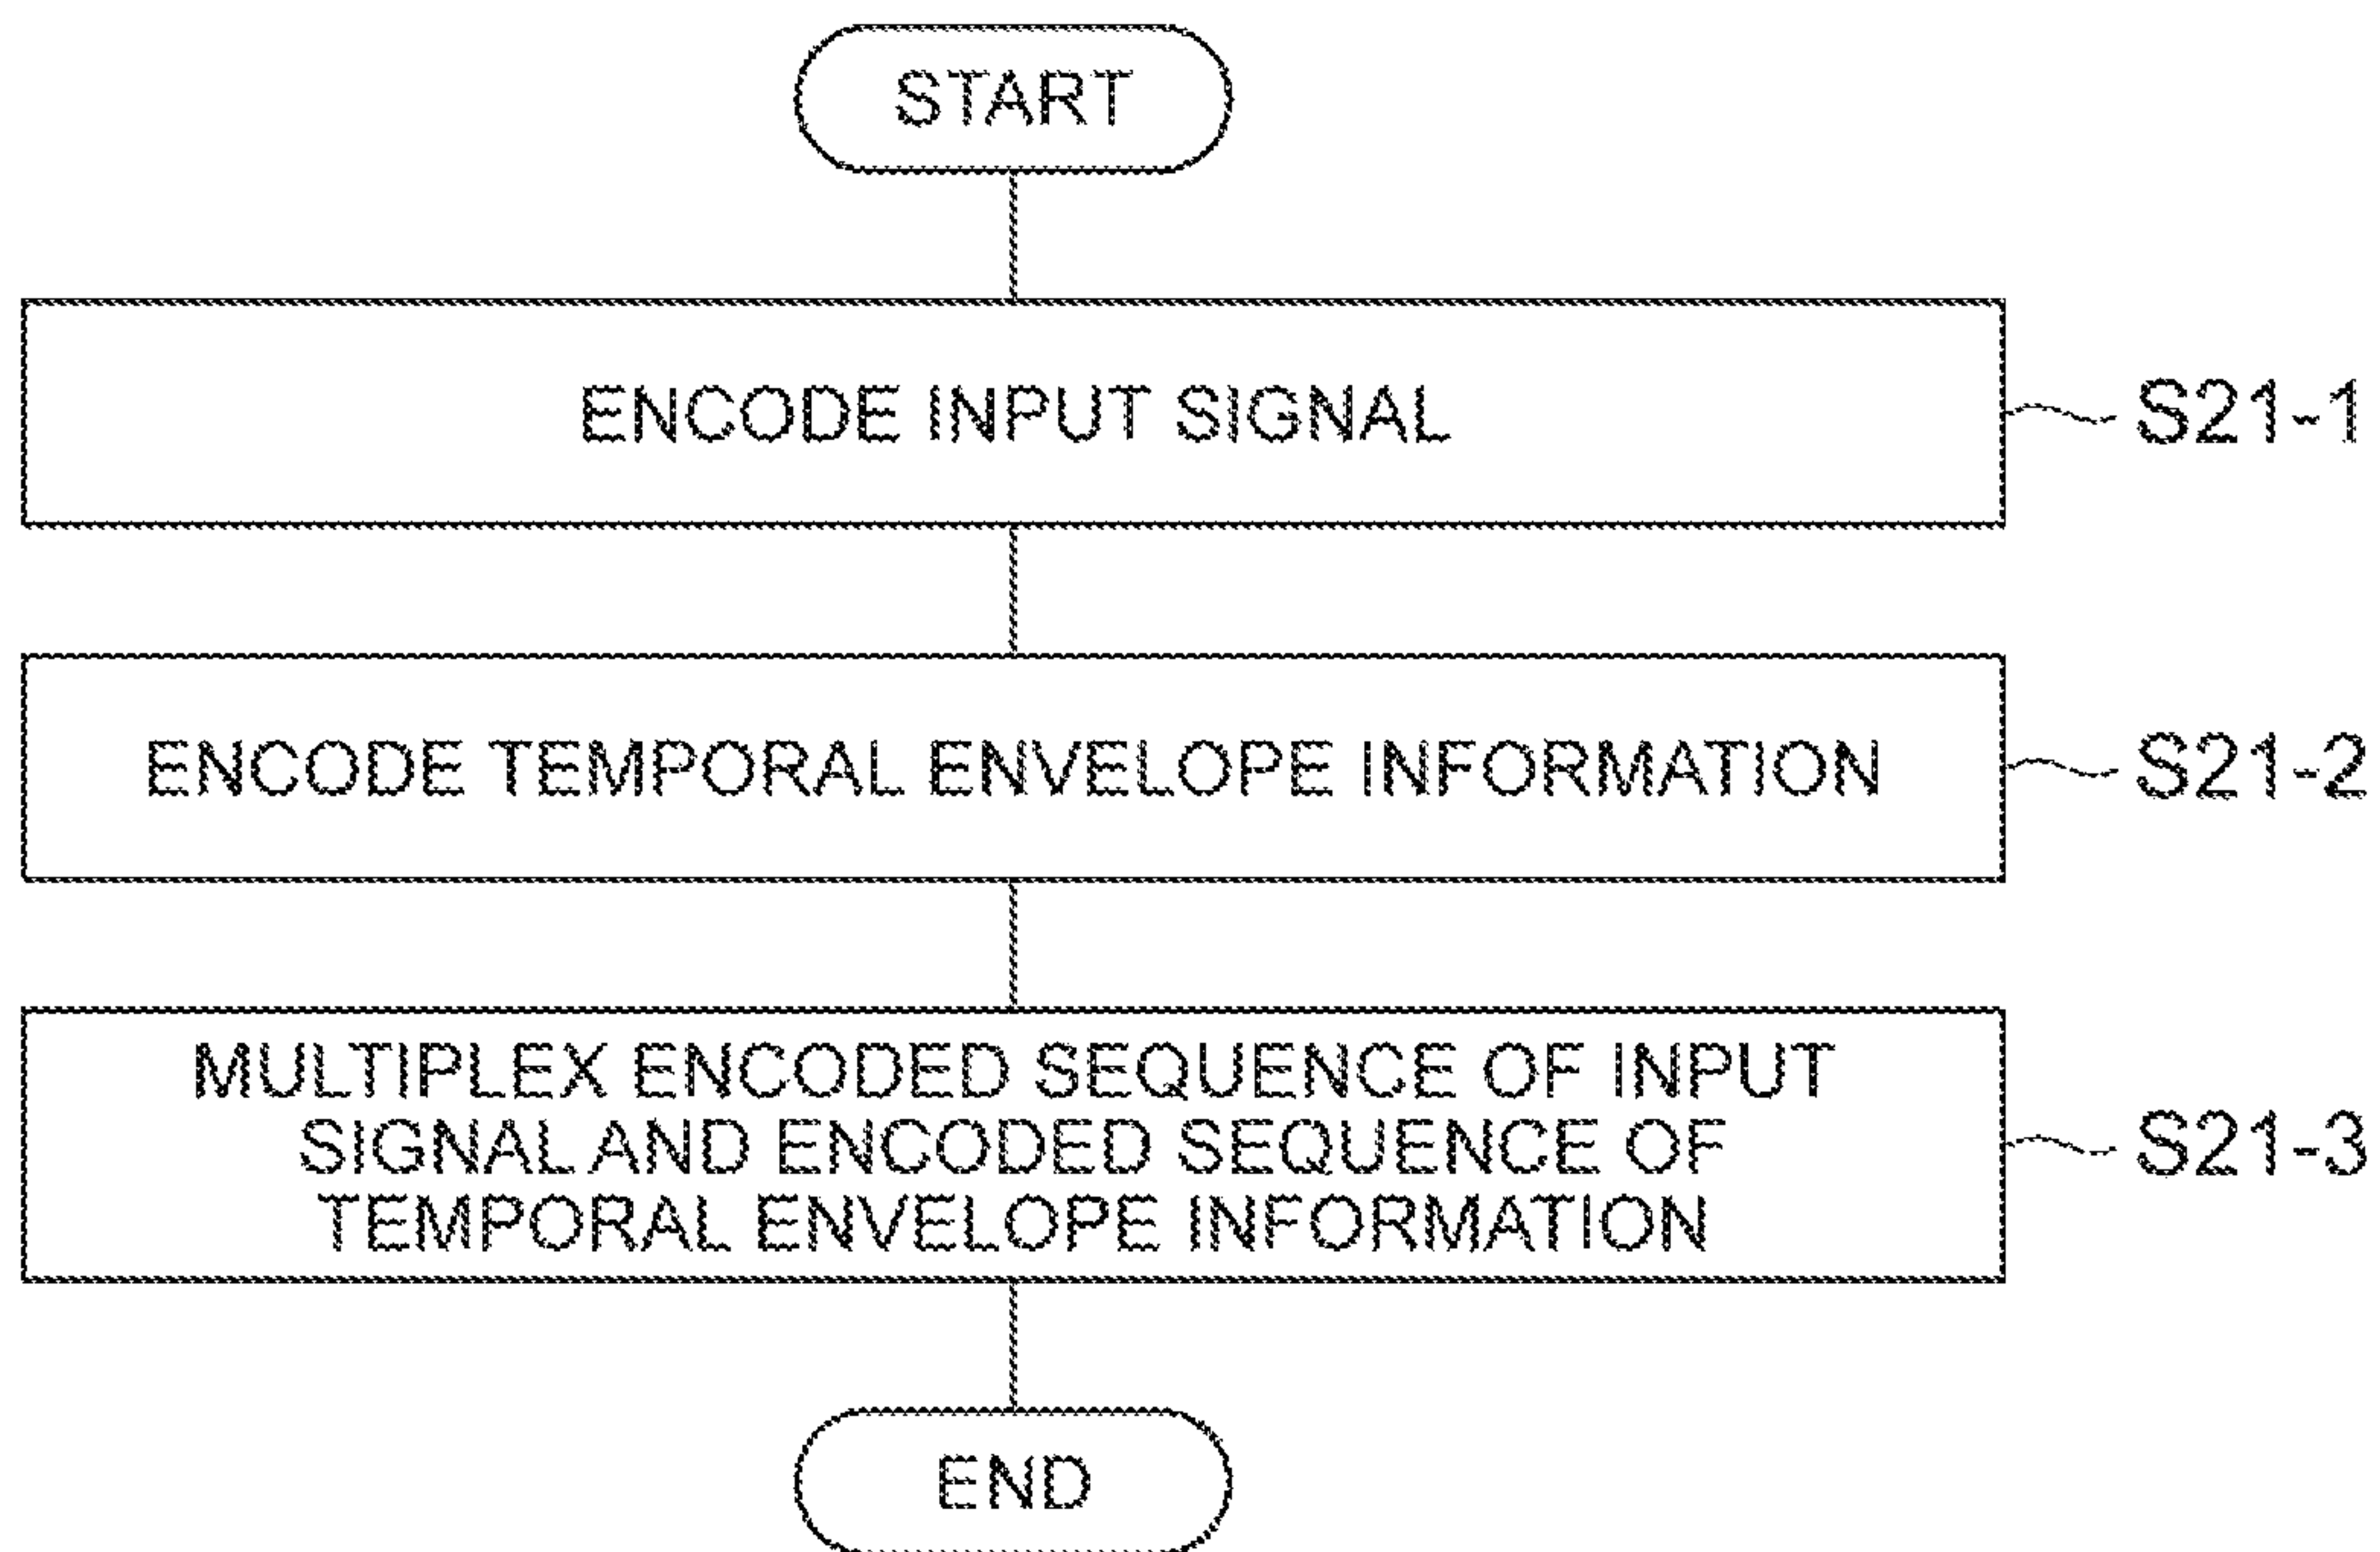 START
ENCODE INPUT SIGNAL
S21-1
ENCODE TEMPORAL ENVELOPE INFORMATION
S21-2
MULTIPLEX ENCODED SEQUENCE OF INPUT
SIGNAL AND ENCODED SEQUENCE OF
TEMPORAL ENVELOPE INFORMATION
S21-3
END